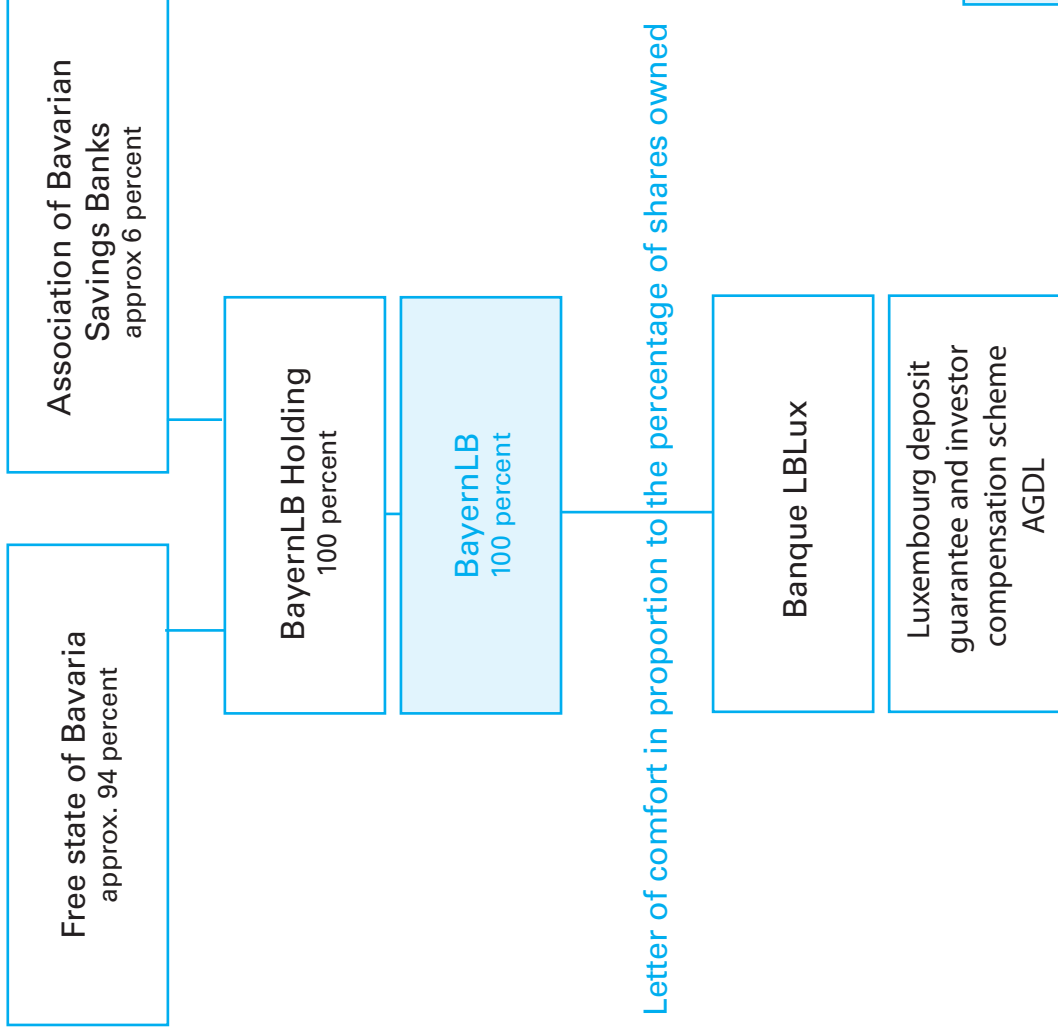 Free state of Bavaria
approx. 94 percent
Association of Bavarian
Savings Banks
approx 6 percent
BayernLB Holding
100 percent
BayernLB
100 percent
Letter of comfort in proportion to the percentage of shares owned
Banque LBLux
Luxembourg deposit
guarantee and investor
compensation scheme
AGDL